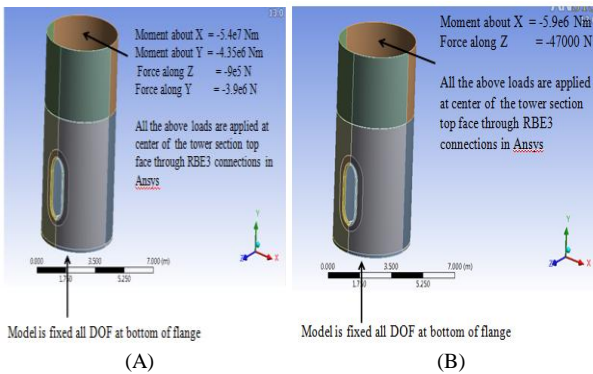 13.0
Moment about X = -5.4e7 Nm
Moment about Y = -4.35e6 Nm
Force along Z = -9e5 N
Force along Y = -3.9e6 N
All the above loads are applied at
center of the tower section top
face through RBE3 connections in
Ansys
Y
Z
X
0.000
3.500
7.000 (m)
1.750
5.250
Model is fixed all DOF at bottom of flange
(A)
Moment about X = -5.9e6 Nm
Force along Z = -47000 N
All the above loads are applied
at center of the tower section
top face through RBE3
connections in Ansys
Y
Z
X
0.000
3.500
7.000 (m)
1.750
5.250
Model is fixed all DOF at bottom of flange
(B)